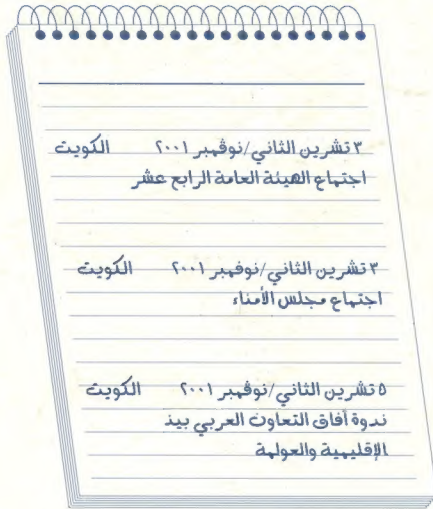 ٣ تشرين الثاني/نوڤمبر ٢٠٠١ الكويت
اجتماع الهيئة العامة الرابع عشر
٣ تشرين الثاني/نوفمبر ٢٠٠١ الكويت
اجتماع مجلس الأمناء
٥ تشرين الثاني/نوفمبر ٢٠٠١ الكويت
ندوة آفاق التعاون العربي بين
الإقليمية والعولمة